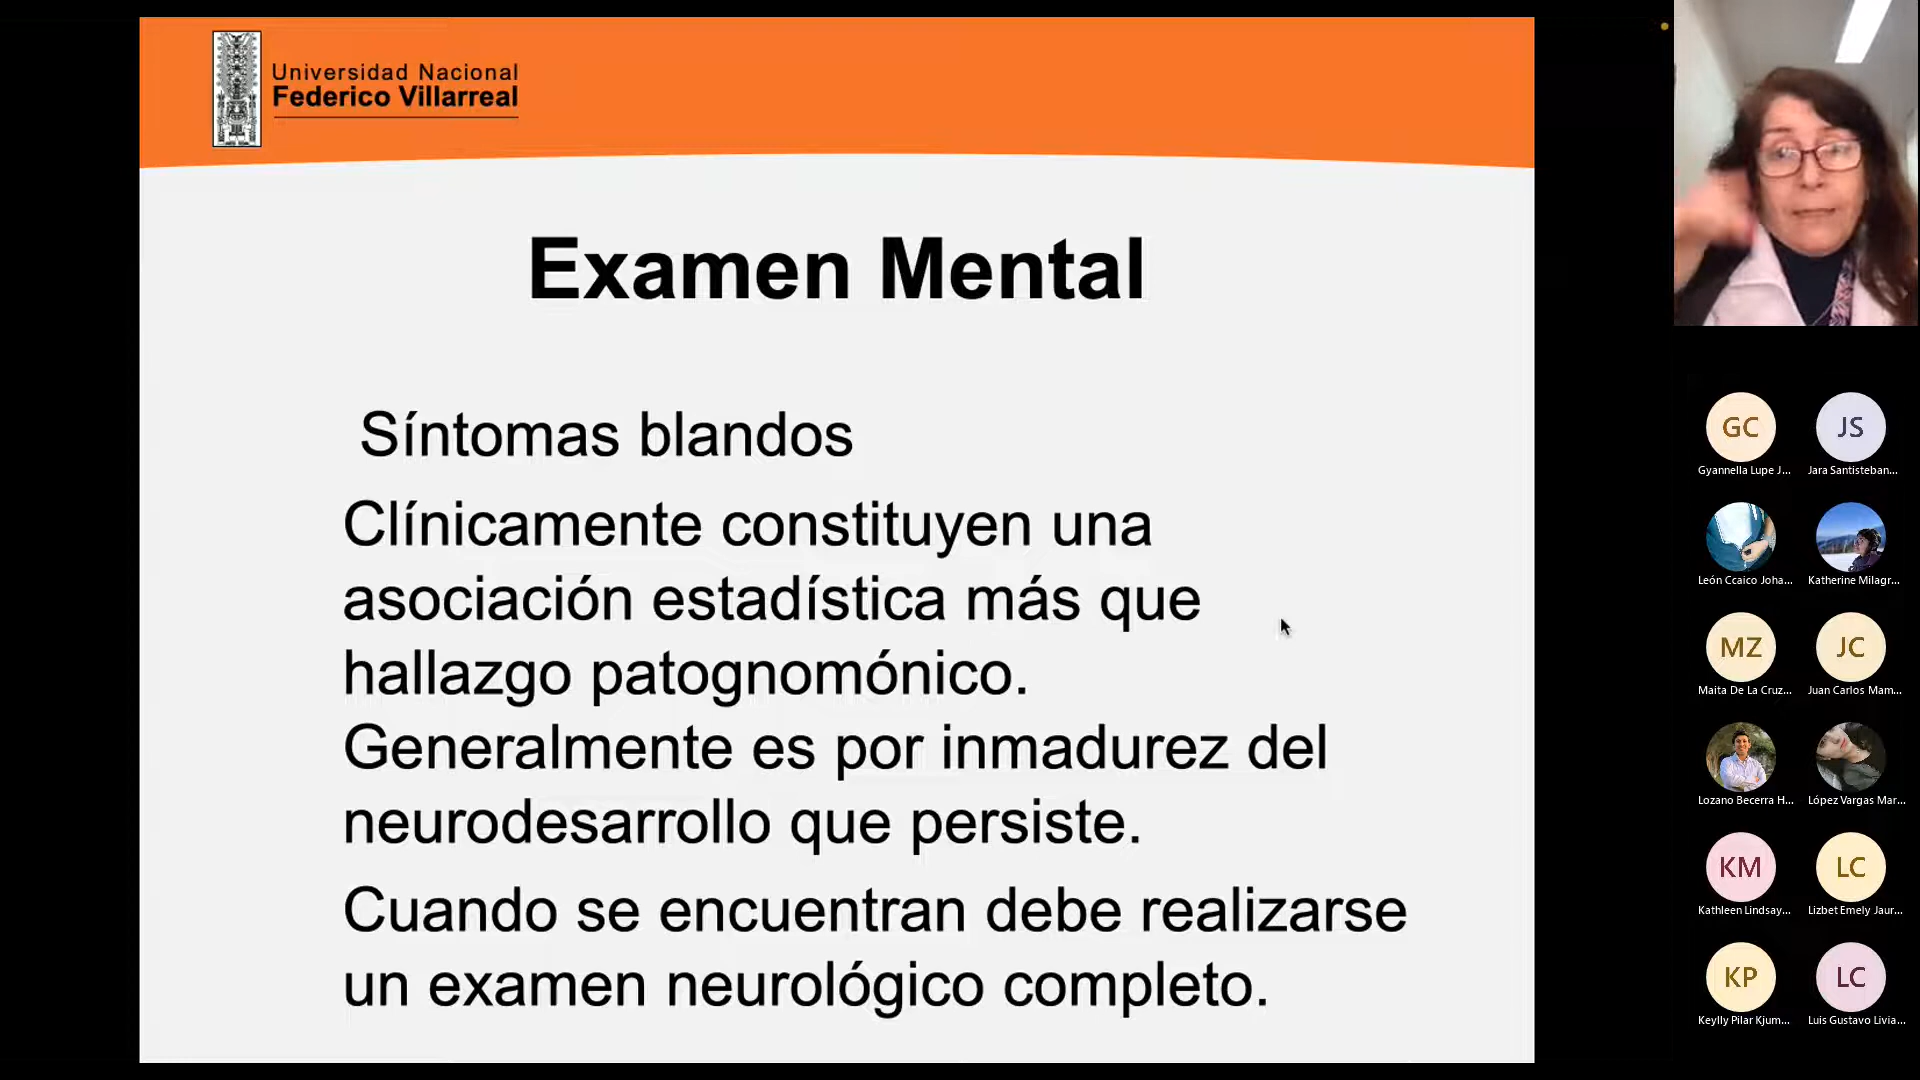 Universidad Nacional
Federico Villarreal
Examen Mental
Síntomas blandos
Clínicamente constituyen una
asociación estadística más que
hallazgo patognomónico.
Generalmente es por inmadurez del
neurodesarrollo que persiste.
Cuando se encuentran debe realizarse
un examen neurológico completo.
GC
JS
Gyannella Lupe J...
Jara Santisteban...
León Ccaico Joha...
Katherine Milagr...
MZ
JC
Maita De La Cruz...
Juan Carlos Mam...
Lozano Becerra H...
López Vargas Mar...
KM
LC
Kathleen Lindsay...
Lizbet Emely Jaur...
KP
LC
Keylly Pilar Kjum...
Luis Gustavo Livia...